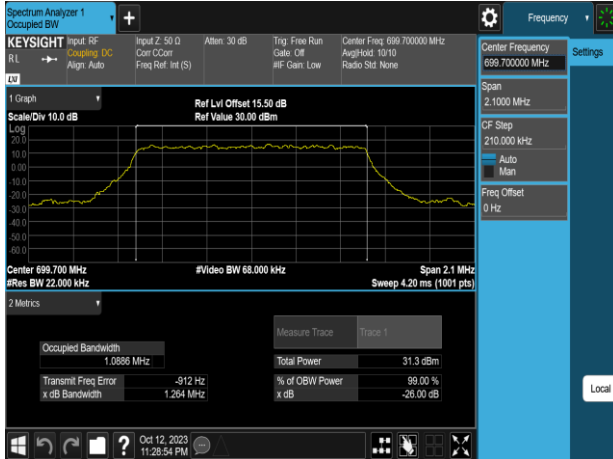 Spectrum Analyzer 1
Occupied BW
Frequency
KEYSIGHT
RL
LXI
Input: RF
Coupling: DC
Align: Auto
Input Z: 50 Ω
Corr CCorr
Freq Ref: Int (S)
Atten: 30 dB
Trig: Free Run
Gate: Off
#IF Gain: Low
Center Freq: 699.700000 MHz
Avg|Hold: 10/10
Radio Std: None
Center Frequency
699.700000 MHz
Settings
Span
2.1000 MHz
CF Step
210.000 kHz
Auto
Man
Freq Offset
0 Hz
Local
1 Graph
Scale/Div 10.0 dB
Ref Lvl Offset 15.50 dB
Ref Value 30.00 dBm
Log
20.0
10.0
0.00
-10.0
-20.0
-30.0
-40.0
-50.0
-60.0
Center 699.700 MHz
#Res BW 22.000 kHz
#Video BW 68.000 kHz
Span 2.1 MHz
Sweep 4.20 ms (1001 pts)
2 Metrics
Measure Trace
Trace 1
Occupied Bandwidth
1.0886 MHz
Total Power
31.3 dBm
Transmit Freq Error
-912 Hz
% of OBW Power
99.00 %
x dB Bandwidth
1.264 MHz
x dB
-26.00 dB
?
Oct 12, 2023
11:28:54 PM